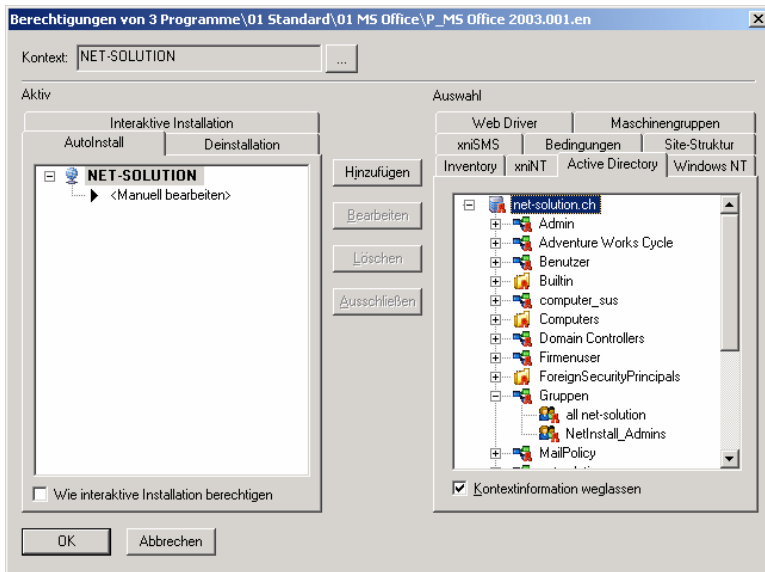 Berechtigungen von 3 Programme\01 Standard\01 MS Office\P_MS Office 2003.001.en
Kontext: NET-SOLUTION ...
Aktiv
Interaktive Installation
AutoInstall Deinstallation
NET-SOLUTION
<Manuell bearbeiten>
Wie interaktive Installation berechtigen
Hinzufügen
Bearbeiten
Löschen
Ausschließen
Auswahl
Web Driver Maschinengruppen
xniSMS Bedingungen Site-Struktur
Inventory xniNT Active Directory Windows NT
net-solution.ch
Admin
Adventure Works Cycle
Benutzer
Builtin
computer_sus
Computers
Domain Controllers
Firmenuser
ForeignSecurityPrincipals
Gruppen
all net-solution
NetInstall_Admins
MailPolicy
Kontextinformation weglassen
OK Abbrechen